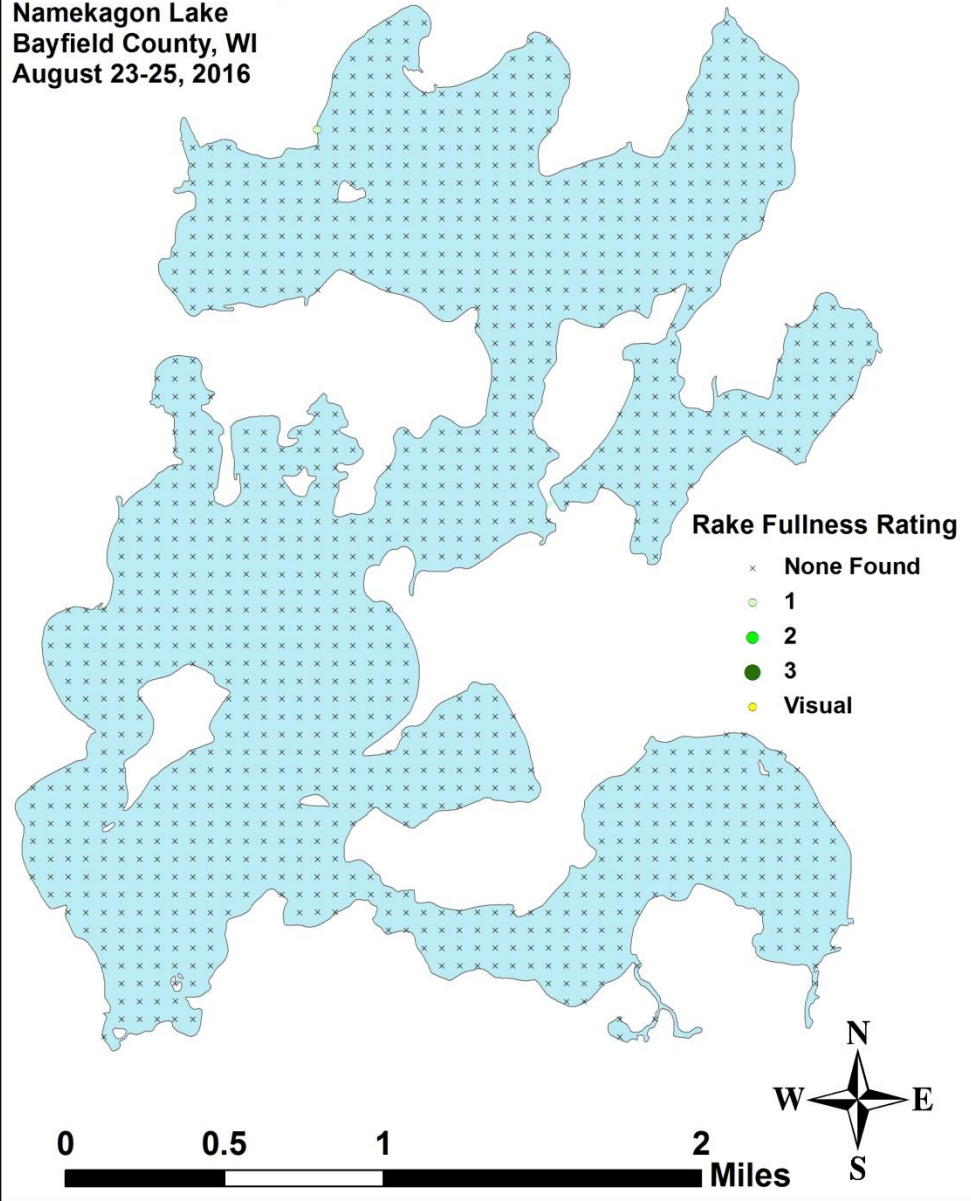 Namekagon Lake
Bayfield County, WI
August 23-25, 2016
Rake Fullness Rating
None Found
1
2
3
Visual
N
W E
S
0 0.5 1 2
Miles